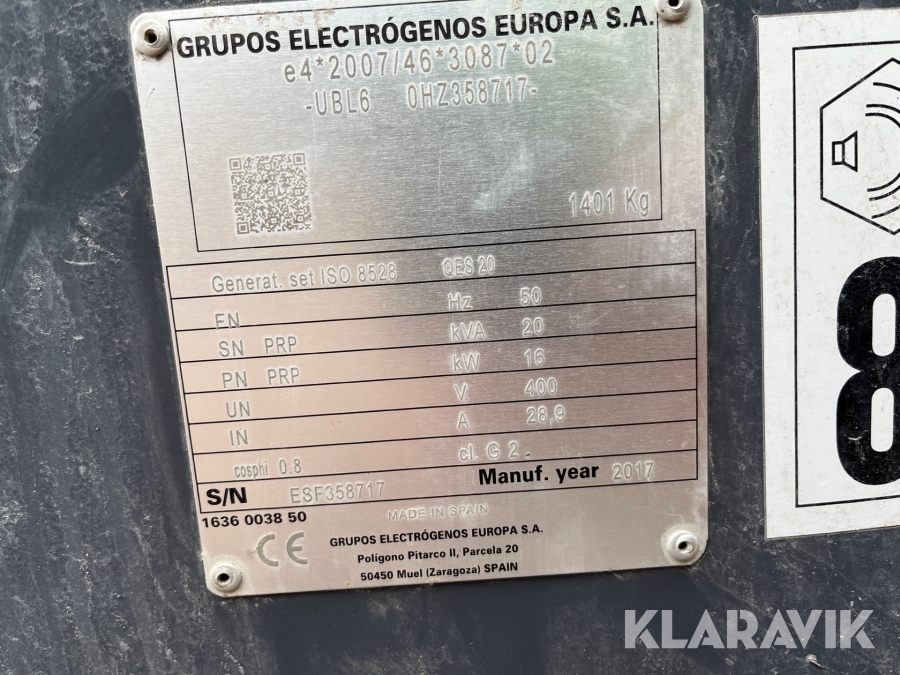 GRUPOS ELECTRÓGENOS EUROPA S.A.
e4*2007/46*3087*02
-UBL6 0HZ358717-
1401 Kg
Generat. set ISO 8528 QES 20
FN Hz 50
SN PRP kVA 20
PN PRP kW 16
UN V 400
IN A 28,9
cosphi 0.8 cl. G 2.
S/N ESF358717 Manuf. year 2017
1636 0038 50
MADE IN SPAIN
CE
GRUPOS ELECTRÓGENOS EUROPA S.A.
Polígono Pitarco II, Parcela 20
50450 Muel (Zaragoza) SPAIN
8
KLARAVIK